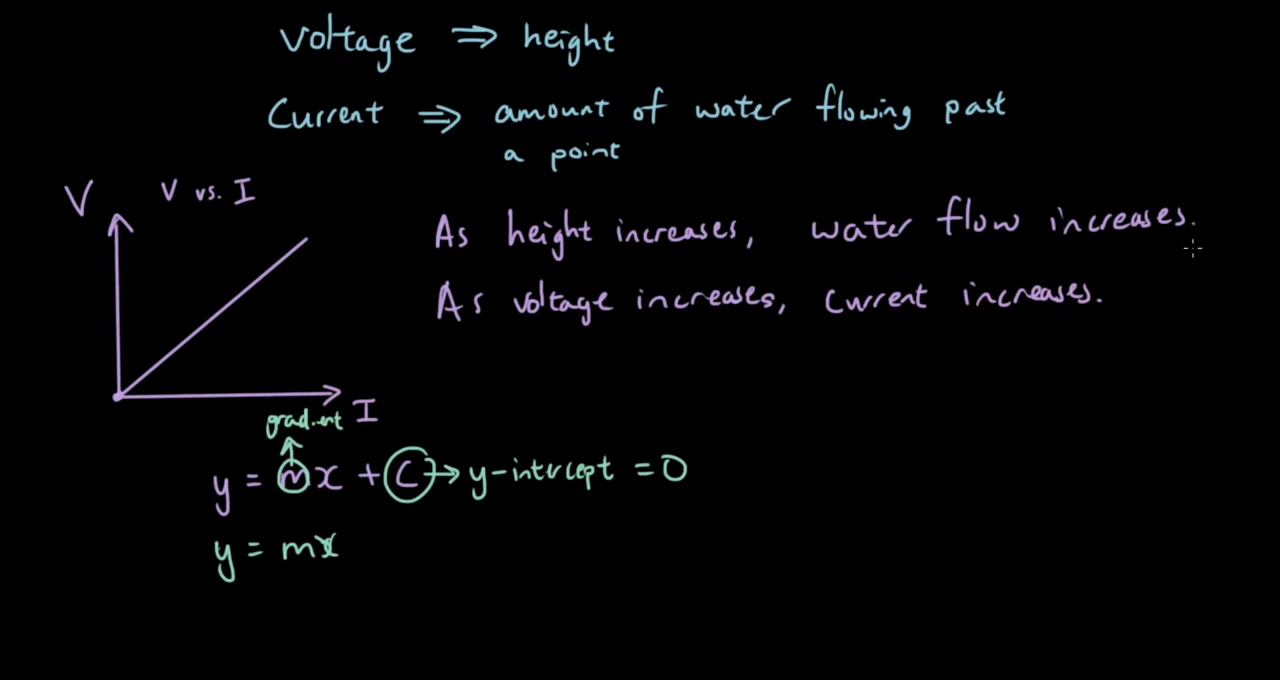 voltage ⇒ height
Current ⇒ amount of water flowing past
a point
V
V vs. I
As height increases, water flow increases.
As voltage increases, current increases.
I
gradient
y = mx + C → y-intercept = 0
y = mx